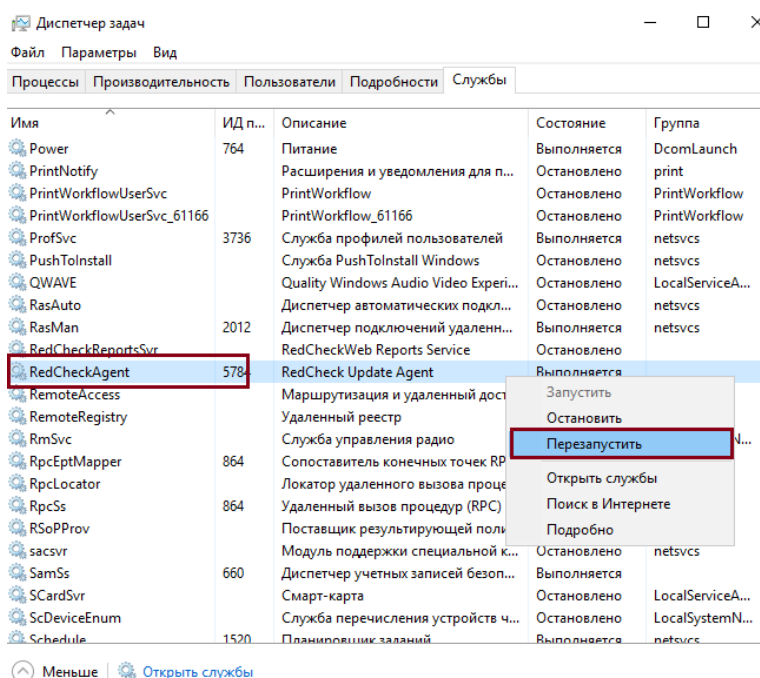 Диспетчер задач
Файл Параметры Вид
Процессы Производительность Пользователи Подробности Службы
Имя ИД п... Описание Состояние Группа
Power 764 Питание Выполняется DcomLaunch
PrintNotify Расширения и уведомления для п... Остановлено print
PrintWorkflowUserSvc PrintWorkflow Остановлено PrintWorkflow
PrintWorkflowUserSvc_61166 PrintWorkflow_61166 Остановлено PrintWorkflow
ProfSvc 3736 Служба профилей пользователей Выполняется netsvcs
PushToInstall Служба PushToInstall Windows Остановлено netsvcs
QWAVE Quality Windows Audio Video Experi... Остановлено LocalServiceA...
RasAuto Диспетчер автоматических подкл... Остановлено netsvcs
RasMan 2012 Диспетчер подключений удаленн... Выполняется netsvcs
RedCheckReportsSvr RedCheckWeb Reports Service Остановлено
RedCheckAgent 5784 RedCheck Update Agent Выполняется
RemoteAccess Маршрутизация и удаленный дост
Запустить
RemoteRegistry Удаленный реестр
Остановить
RmSvc Служба управления радио
Перезапустить
RpcEptMapper 864 Сопоставитель конечных точек RP
Открыть службы
RpcLocator Локатор удаленного вызова проце
RpcSs 864 Удаленный вызов процедур (RPC)
Поиск в Интернете
RSoPProv Поставщик результирующей поли
Подробно
sacsvr Модуль поддержки специальной к... Остановлено netsvcs
SamSs 660 Диспетчер учетных записей безоп... Выполняется
SCardSvr Смарт-карта Остановлено LocalServiceA...
ScDeviceEnum Служба перечисления устройств ч... Остановлено LocalSystemN...
Schedule 1520 Планировщик заданий Выполняется netsvcs
Меньше Открыть службы